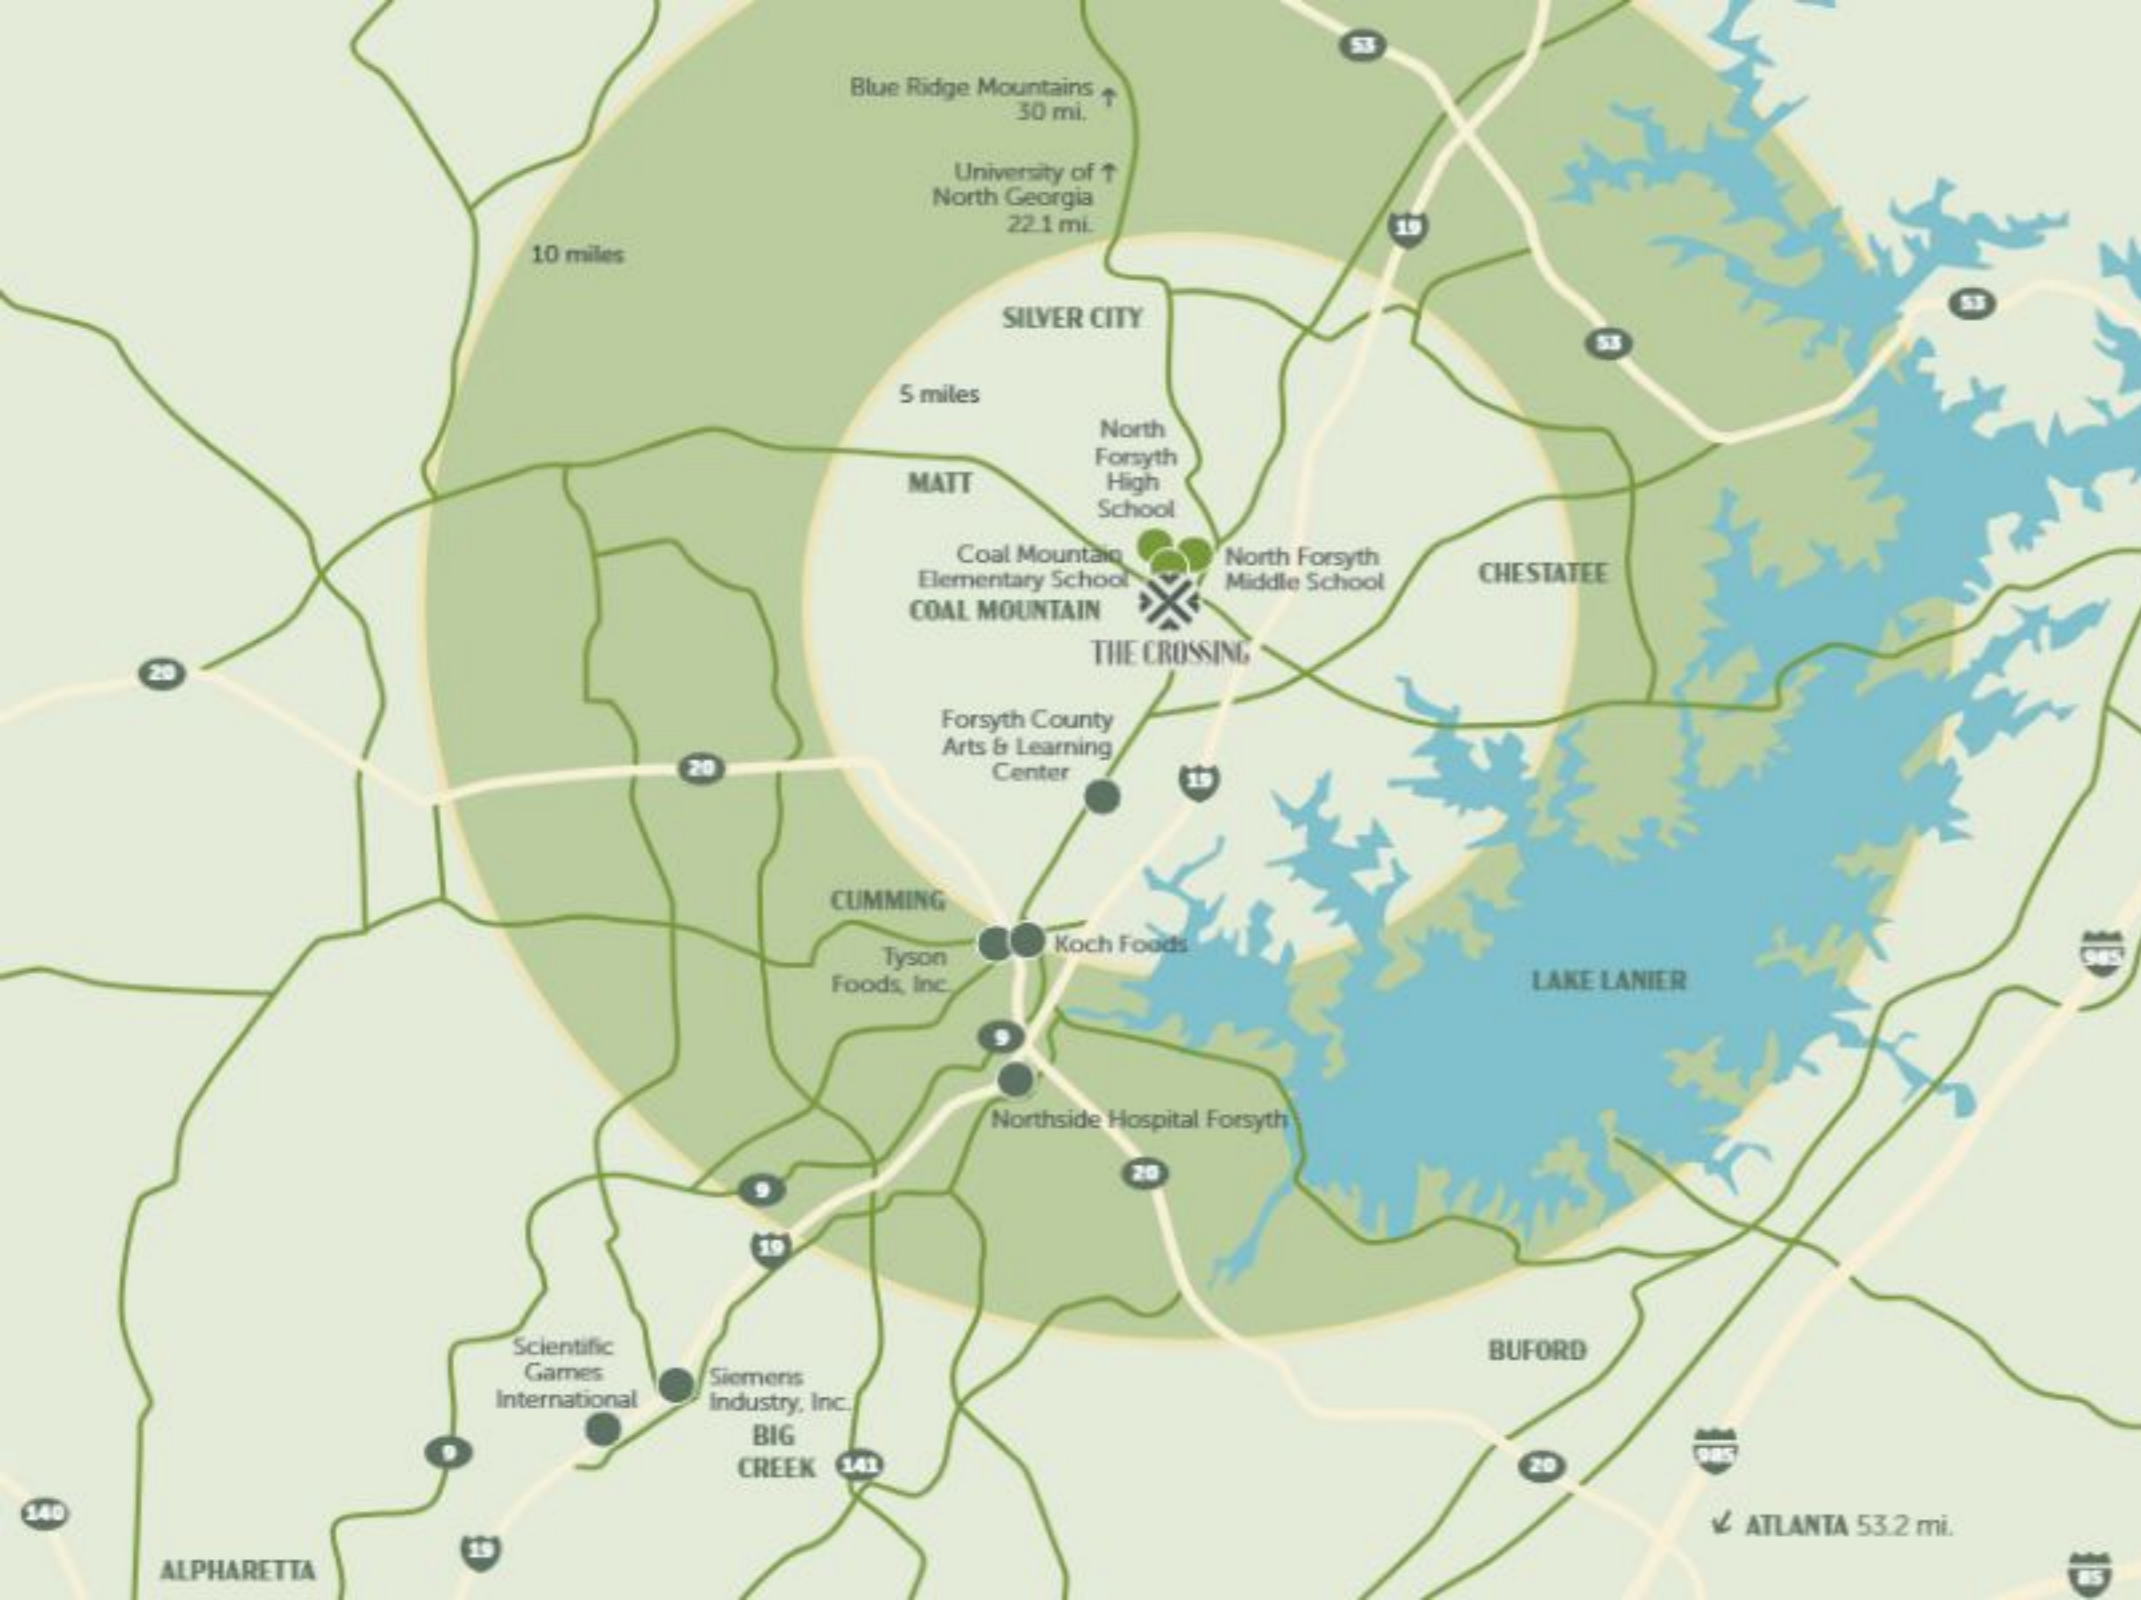 53
Blue Ridge Mountains ↑
30 mi.
University of ↑
North Georgia
22.1 mi.
19
10 miles
53
53
SILVER CITY
5 miles
North
Forsyth
High
School
MATT
Coal Mountain
Elementary School
North Forsyth
Middle School
CHESTATEE
COAL MOUNTAIN
THE CROSSING
20
20
Forsyth County
Arts & Learning
Center
19
CUMMING
Koch Foods
Tyson
Foods, Inc.
985
LAKE LANIER
9
Northside Hospital Forsyth
20
9
19
Scientific
Games
International
Siemens
Industry, Inc.
BUFORD
BIG
CREEK
141
9
985
20
140
19
ATLANTA 53.2 mi.
ALPHARETTA
85